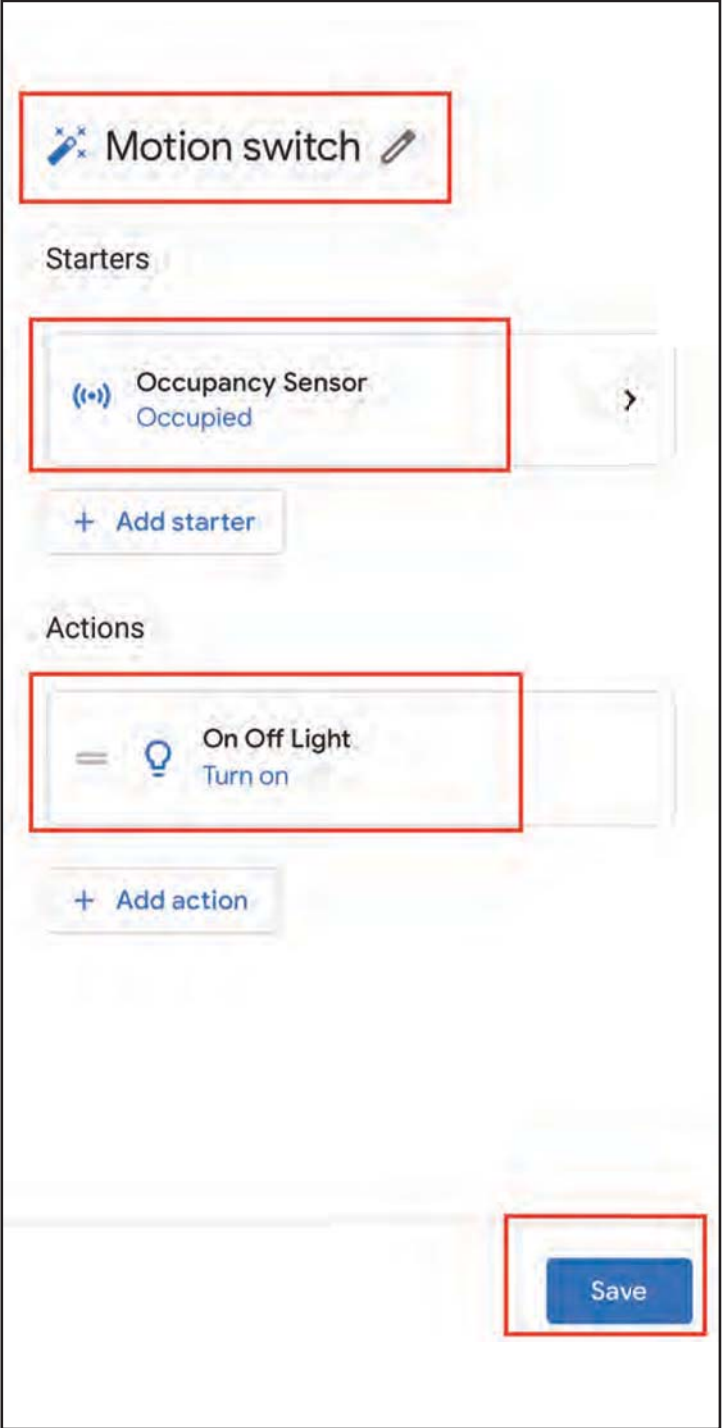 Motion switch
Starters
Occupancy Sensor
Occupied
+ Add starter
Actions
On Off Light
Turn on
+ Add action
Save